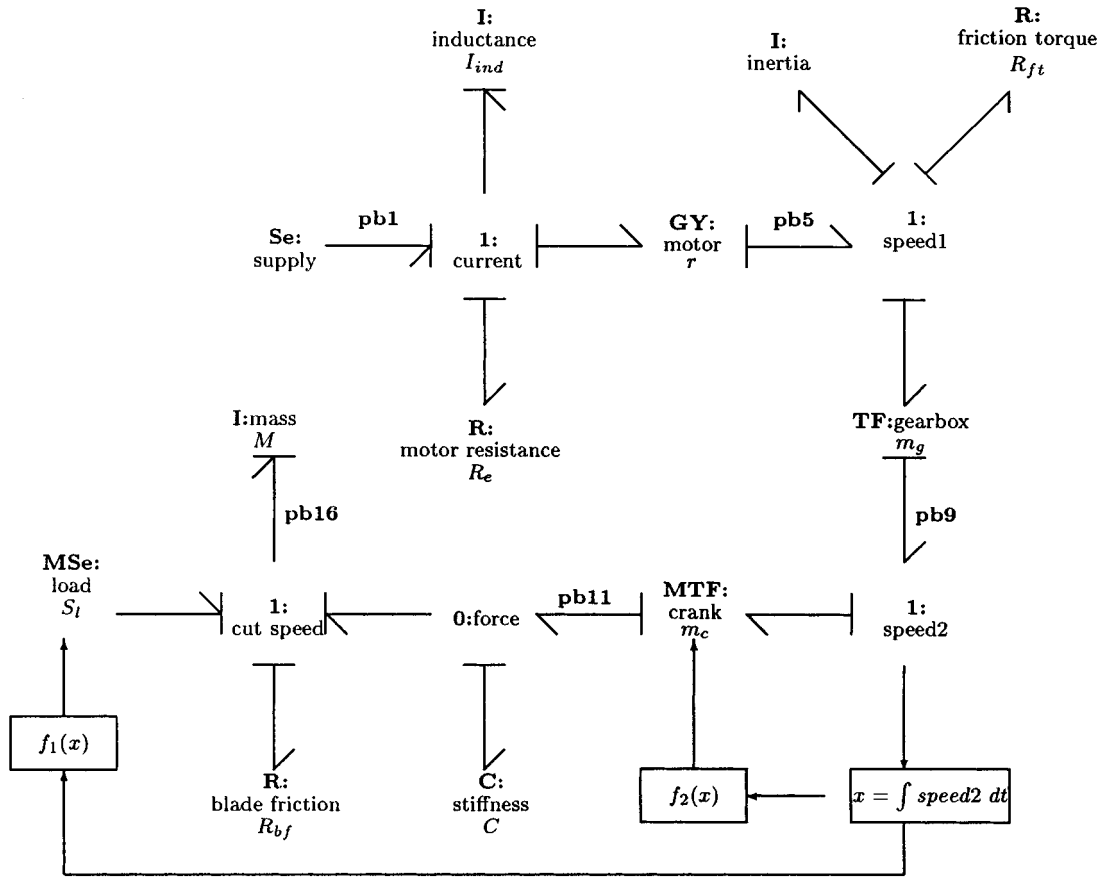 I:
inductance
I_ind
I:
inertia
R:
friction torque
R_ft
Se:
supply
pb1
1:
current
GY:
motor
r
pb5
1:
speed1
I:mass
M
R:
motor resistance
R_e
TF:gearbox
m_g
pb16
pb9
MSe:
load
S_l
1:
cut speed
0:force
pb11
MTF:
crank
m_c
1:
speed2
f_1(x)
R:
blade friction
R_bf
C:
stiffness
C
f_2(x)
x = ∫ speed2 dt